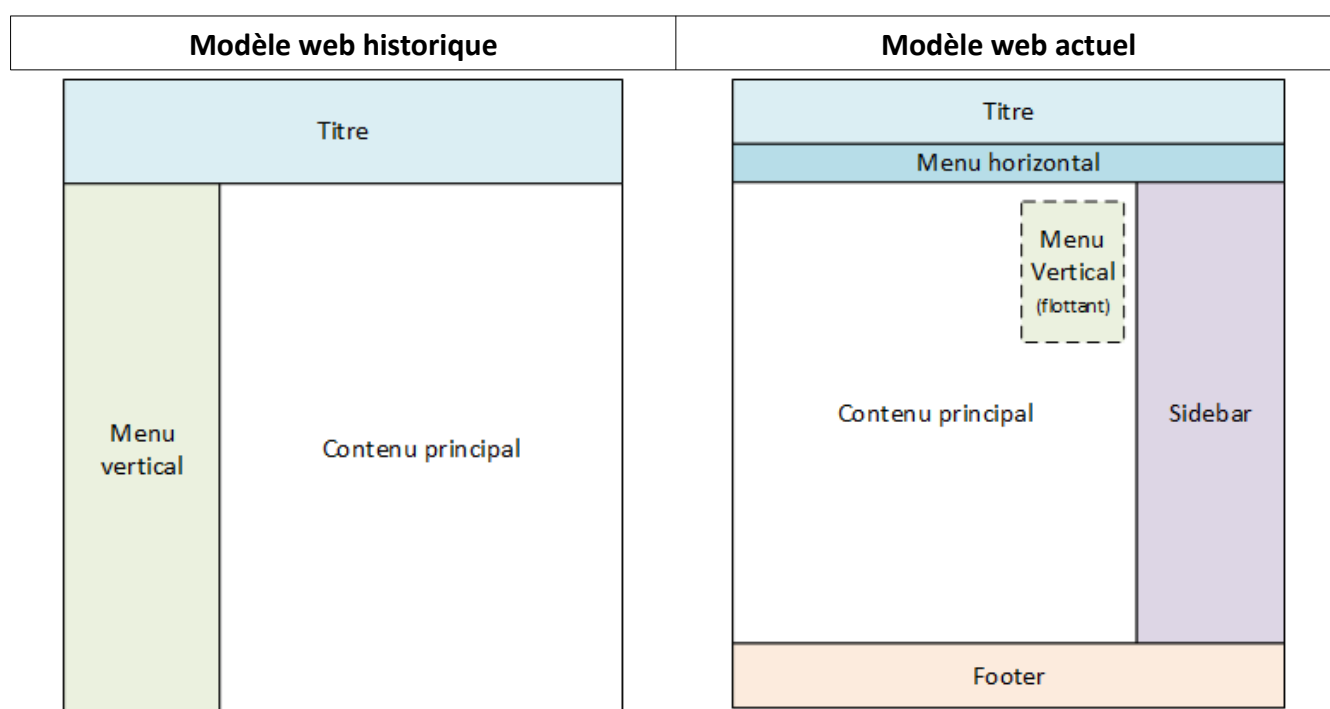 Modèle web historique
Modèle web actuel
Titre
Menu
vertical
Contenu principal
Titre
Menu horizontal
Menu
Vertical
(flottant)
Contenu principal
Sidebar
Footer